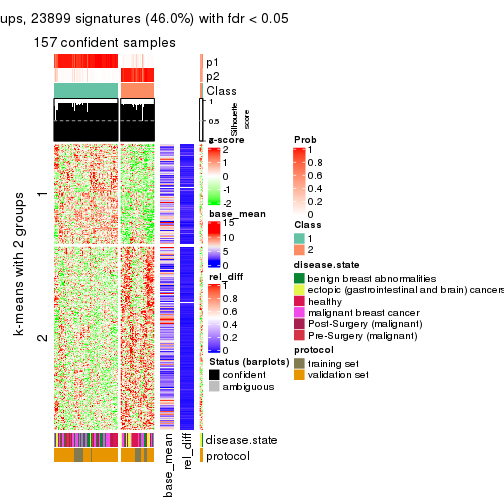 ups, 23899 signatures (46.0%) with fdr < 0.05
157 confident samples
p1
p2
Class
1
0.5
0
Silhouette
score
z-score
2
1
0
-1
-2
base_mean
15
10
5
0
rel_diff
1
0.8
0.6
0.4
0.2
0
Status (barplots)
confident
ambiguous
Prob
1
0.8
0.6
0.4
0.2
0
Class
1
2
disease.state
benign breast abnormalities
ectopic (gastrointestinal and brain) cancers
healthy
malignant breast cancer
Post-Surgery (malignant)
Pre-Surgery (malignant)
protocol
training set
validation set
k-means with 2 groups
1
2
disease.state
protocol
base_mean
rel_diff